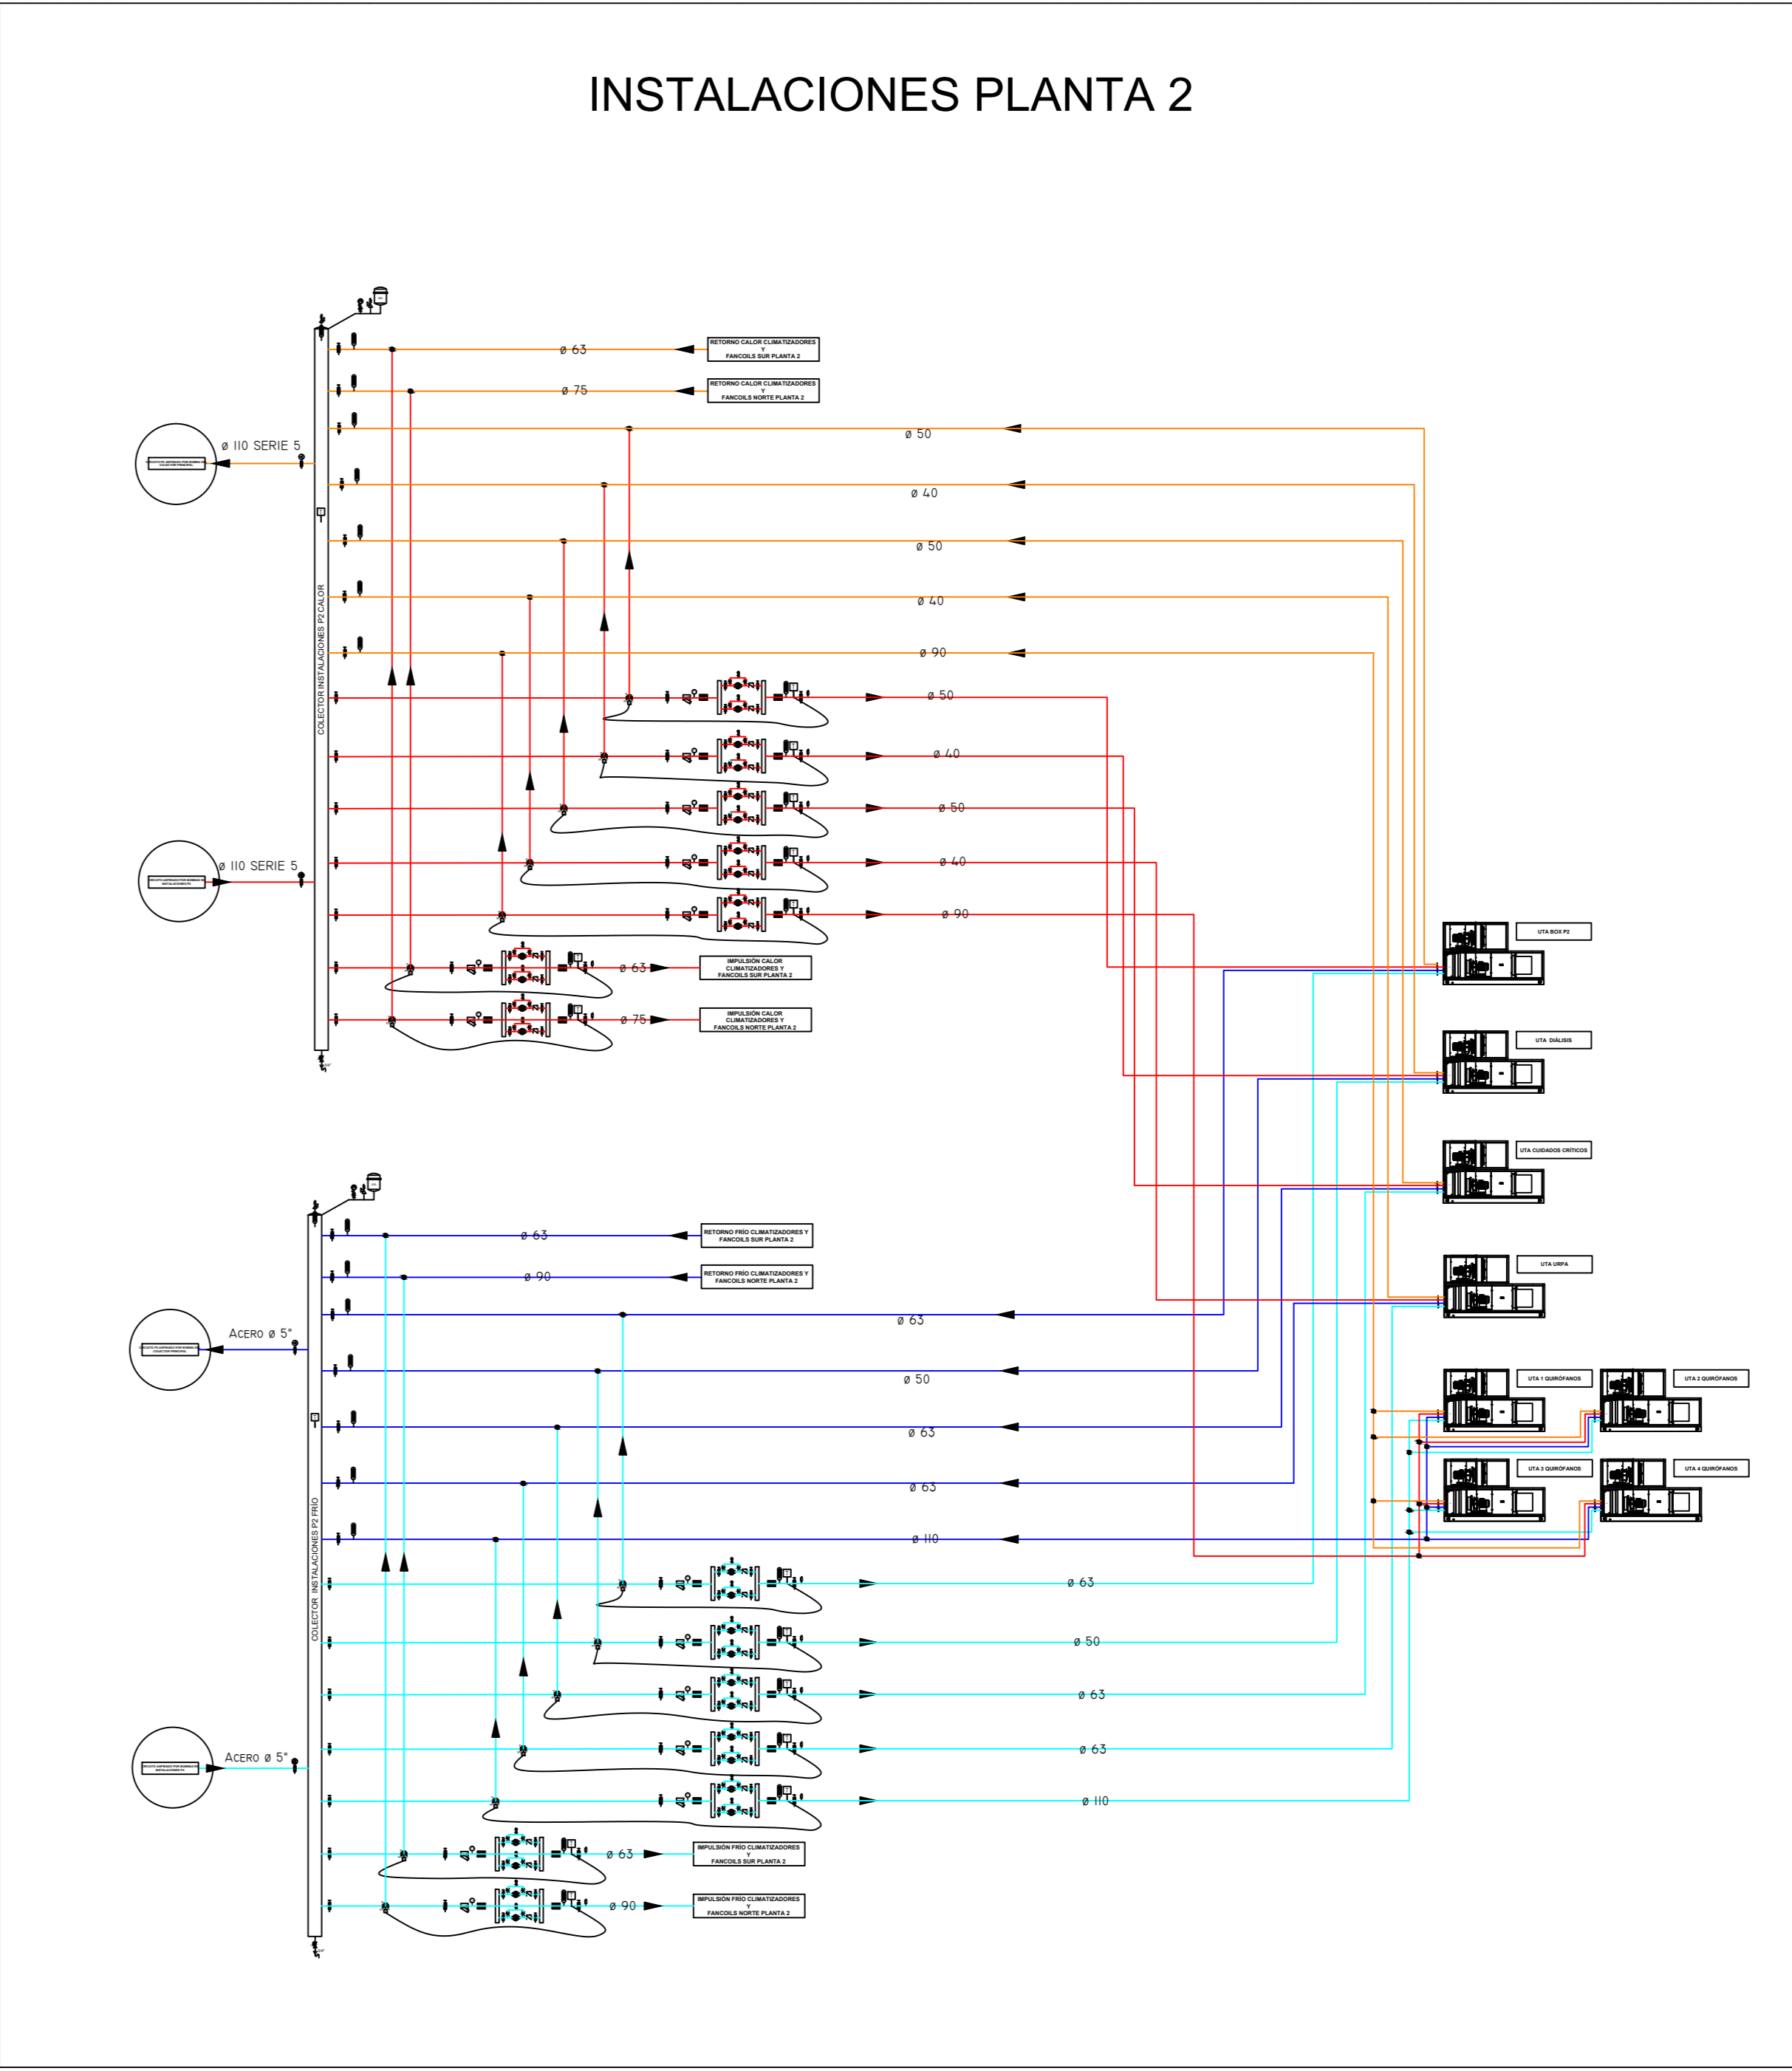 INSTALACIONES PLANTA 2
RETORNO CALOR CLIMATIZADORES
Y
FANCOILS SUR PLANTA 2
ø 63
RETORNO CALOR CLIMATIZADORES
Y
FANCOILS NORTE PLANTA 2
ø 75
ø 110 SERIE 5
ø 50
ø 40
ø 50
ø 40
ø 90
COLECTOR INSTALACIONES P2 CALOR
ø 50
ø 40
ø 50
ø 110 SERIE 5
ø 40
ø 90
ø 63
IMPULSIÓN CALOR
CLIMATIZADORES Y
FANCOILS SUR PLANTA 2
ø 75
IMPULSIÓN CALOR
CLIMATIZADORES Y
FANCOILS NORTE PLANTA 2
UTA BOX P2
UTA DIÁLISIS
UTA CUIDADOS CRÍTICOS
UTA URPA
UTA 1 QUIRÓFANOS
UTA 2 QUIRÓFANOS
UTA 3 QUIRÓFANOS
UTA 4 QUIRÓFANOS
ø 63
RETORNO FRÍO CLIMATIZADORES Y
FANCOILS SUR PLANTA 2
ø 90
RETORNO FRÍO CLIMATIZADORES Y
FANCOILS NORTE PLANTA 2
ACERO ø 5"
ø 63
ø 50
ø 63
ø 63
ø 110
COLECTOR INSTALACIONES P2 FRÍO
ø 63
ø 50
ø 63
ACERO ø 5"
ø 63
ø 110
ø 63
IMPULSIÓN FRÍO CLIMATIZADORES
Y
FANCOILS SUR PLANTA 2
ø 90
IMPULSIÓN FRÍO CLIMATIZADORES
Y
FANCOILS NORTE PLANTA 2